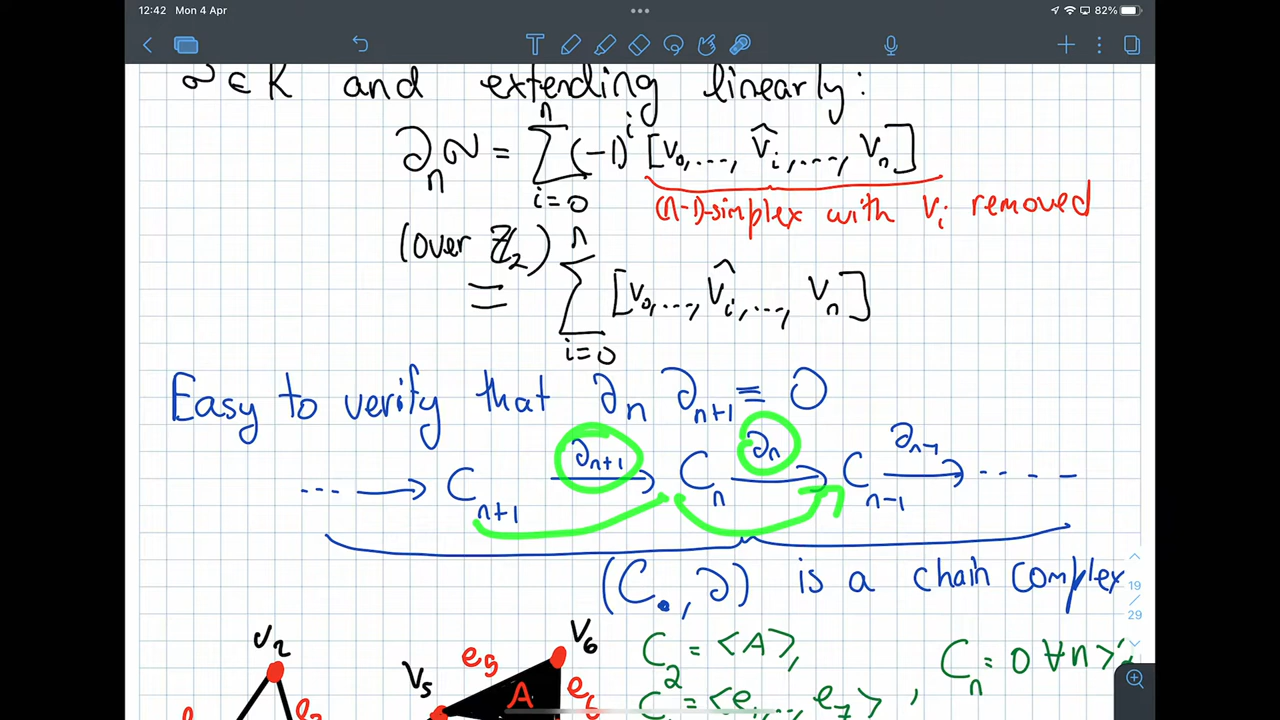 12:42 Mon 4 Apr 82%
σ ∈ K and extending linearly:
∂ₙσ = ∑ᵢ₌₀ⁿ (-1)ⁱ [v₀,..., v̂ᵢ,..., vₙ]
(n-1)-simplex with vᵢ removed
(over ℤ₂)
= ∑ᵢ₌₀ⁿ [v₀,..., v̂ᵢ,..., vₙ]
Easy to verify that ∂ₙ ∂ₙ₊₁ = 0
... → Cₙ₊₁ —∂ₙ₊₁→ Cₙ —∂ₙ→ Cₙ₋₁ —∂ₙ₋₁→ ...
(C•, ∂) is a chain complex
19
/
29
v₂
v₅
e₅
v₆
A
C₂ = <A>,
Cₙ = 0 ∀n>
= <e₁,..., e₇>,